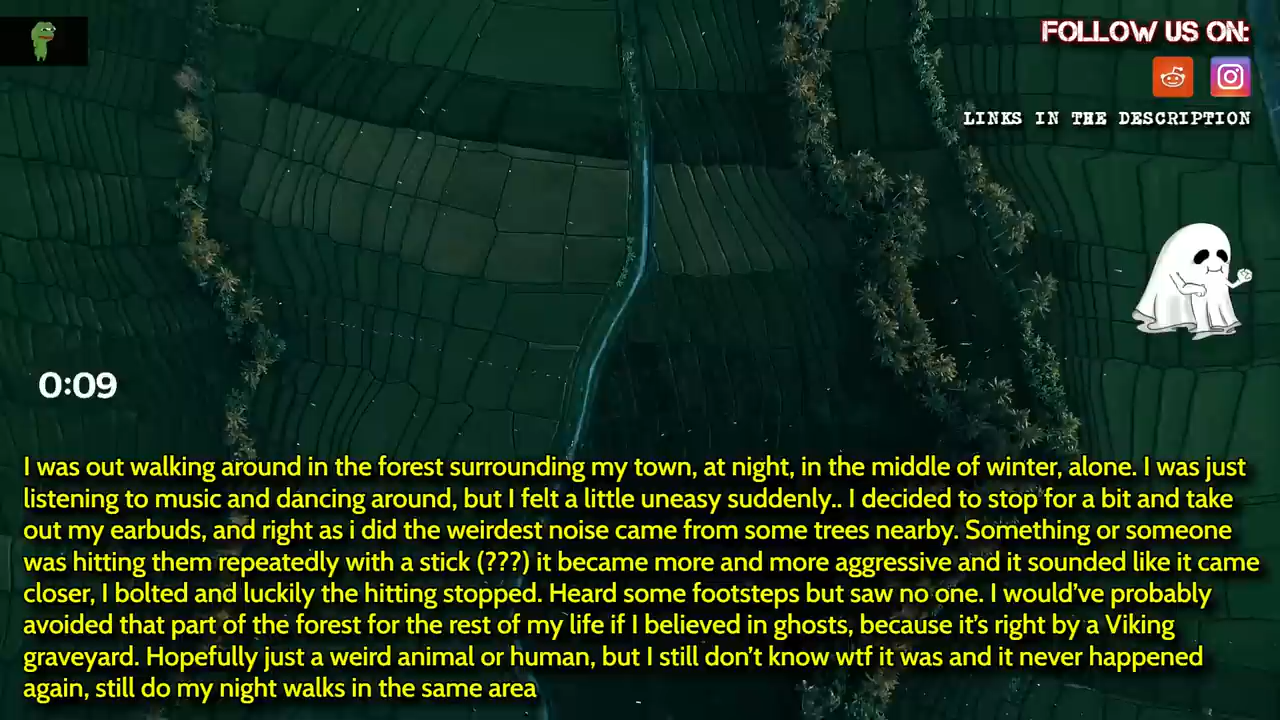 FOLLOW US ON:
LINKS IN THE DESCRIPTION
0:09
I was out walking around in the forest surrounding my town, at night, in the middle of winter, alone. I was just
listening to music and dancing around, but I felt a little uneasy suddenly.. I decided to stop for a bit and take
out my earbuds, and right as i did the weirdest noise came from some trees nearby. Something or someone
was hitting them repeatedly with a stick (???) it became more and more aggressive and it sounded like it came
closer, I bolted and luckily the hitting stopped. Heard some footsteps but saw no one. I would’ve probably
avoided that part of the forest for the rest of my life if I believed in ghosts, because it’s right by a Viking
graveyard. Hopefully just a weird animal or human, but I still don’t know wtf it was and it never happened
again, still do my night walks in the same area